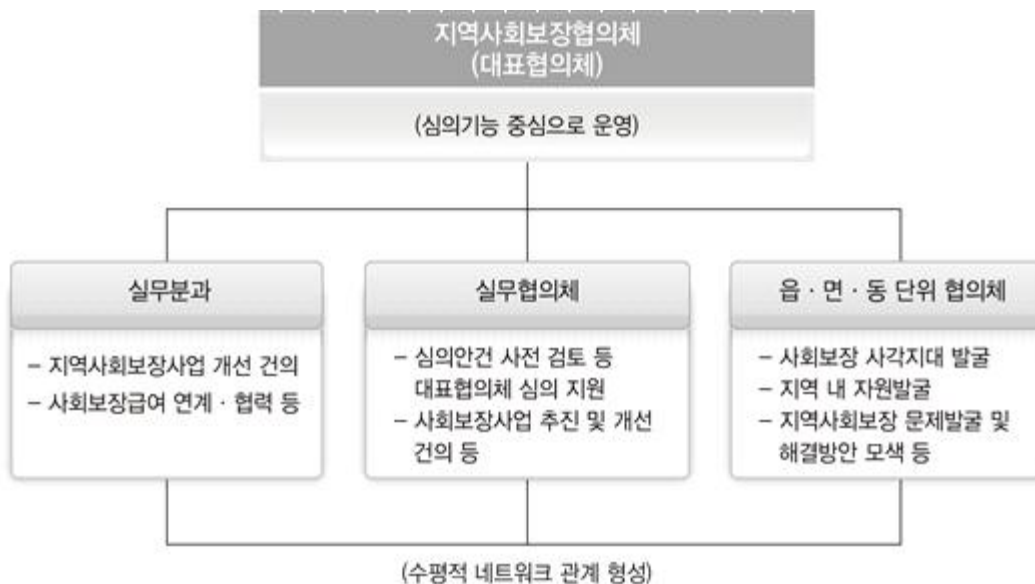 지역사회보장협의체
(대표협의체)
(심의기능 중심으로 운영)
실무분과
– 지역사회보장사업 개선 건의
– 사회보장급여 연계 · 협력 등
실무협의체
– 심의안건 사전 검토 등
대표협의체 심의 지원
– 사회보장사업 추진 및 개선
건의 등
읍 · 면 · 동 단위 협의체
– 사회보장 사각지대 발굴
– 지역 내 자원발굴
– 지역사회보장 문제발굴 및
해결방안 모색 등
(수평적 네트워크 관계 형성)